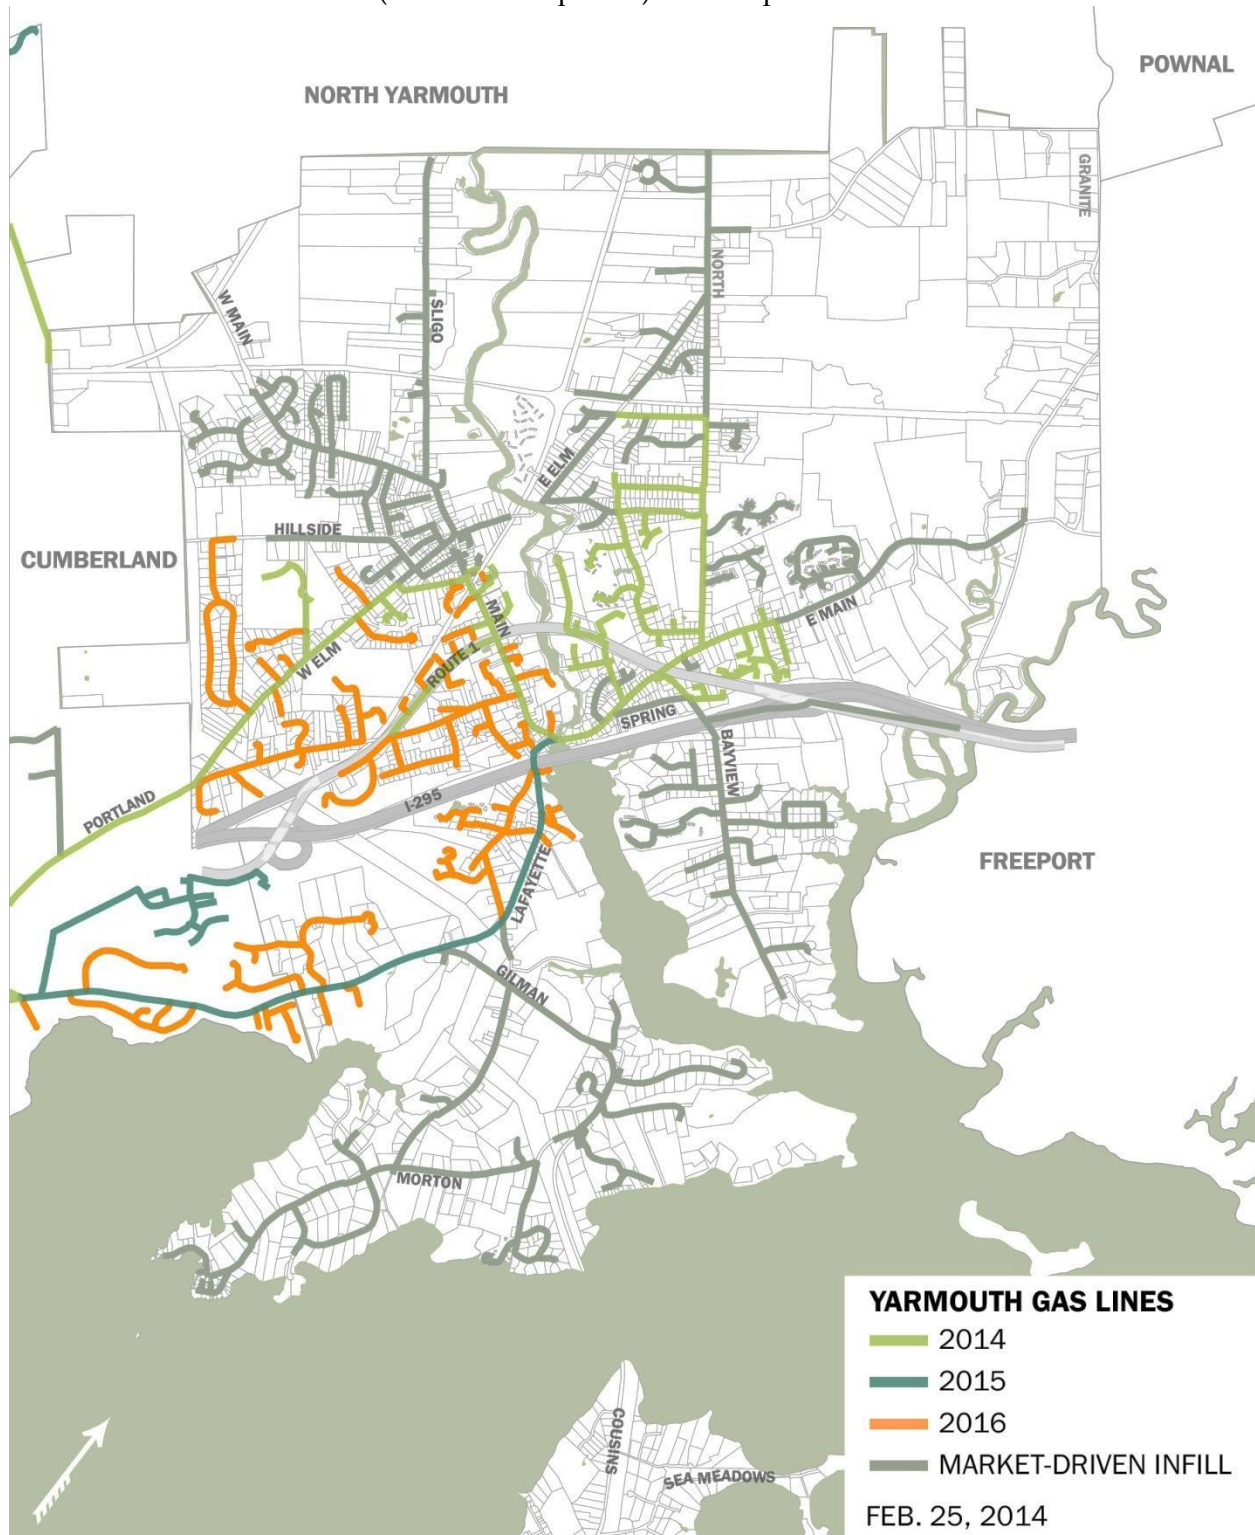 POWNAL
NORTH YARMOUTH
GRANITE
NORTH
W MAIN
SLIGO
E ELM
HILLSIDE
CUMBERLAND
MAIN
E MAIN
W ELM
ROUTE 1
SPRING
BAYVIEW
I-295
PORTLAND
FREEPORT
LAFAYETTE
GILMAN
MORTON
COUSINS
SEA MEADOWS
YARMOUTH GAS LINES
2014
2015
2016
MARKET-DRIVEN INFILL
FEB. 25, 2014